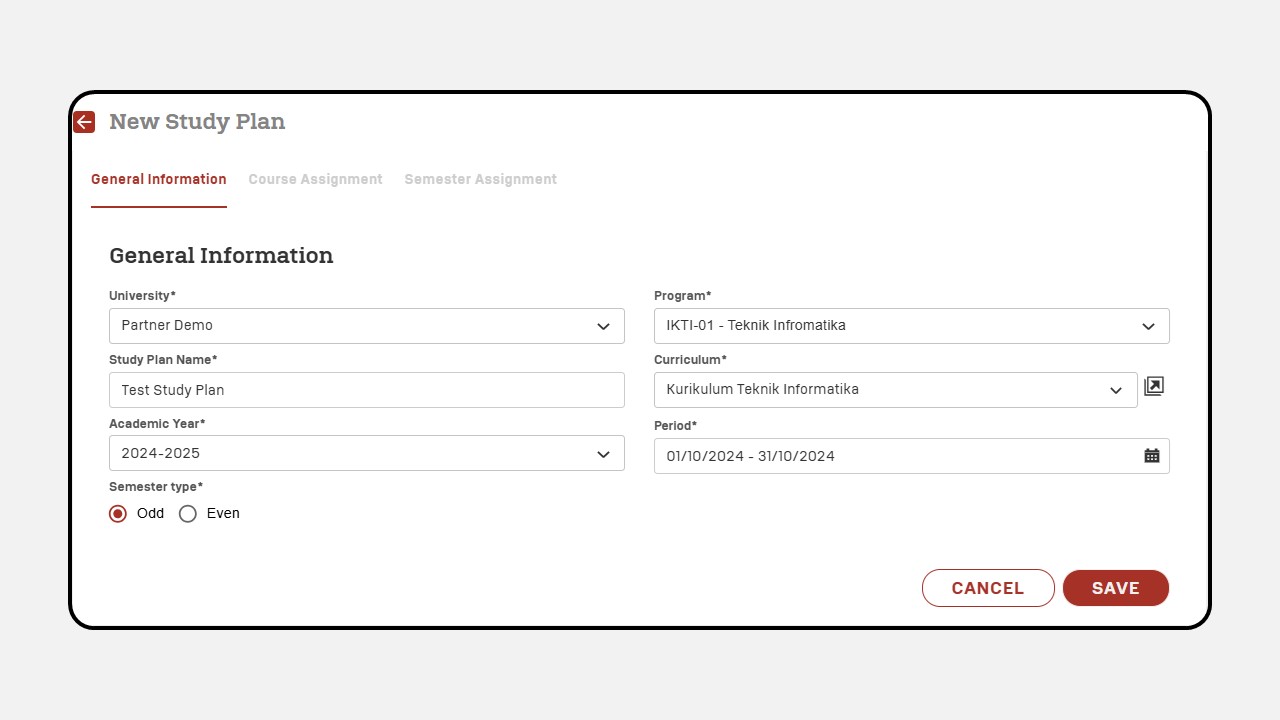 New Study Plan
General Information Course Assignment Semester Assignment
General Information
University* Program*
Partner Demo IKTI-01 - Teknik Infromatika
Study Plan Name* Curriculum*
Test Study Plan Kurikulum Teknik Informatika
Academic Year* Period*
2024-2025 01/10/2024 - 31/10/2024
Semester type*
Odd Even
CANCEL SAVE